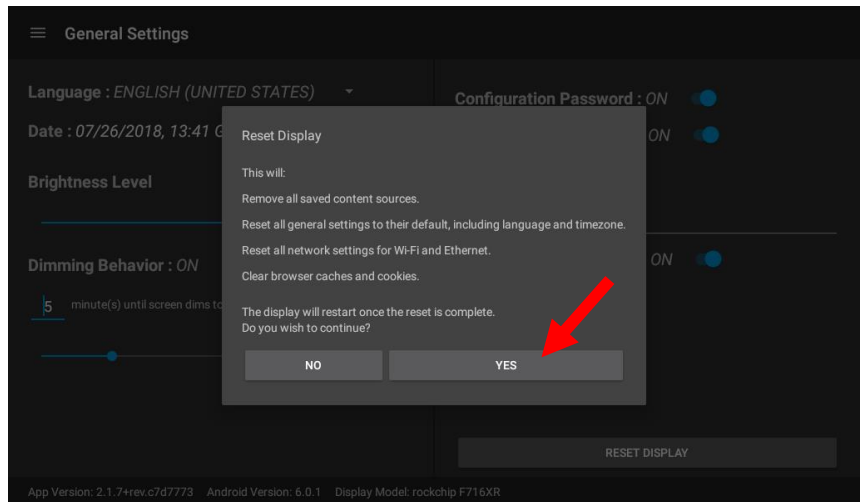 General Settings
Language : ENGLISH (UNITED STATES)
Configuration Password : ON
Date : 07/26/2018, 13:41
ON
Brightness Level
Dimming Behavior : ON
ON
5 minute(s) until screen dims to
Reset Display
This will:
Remove all saved content sources.
Reset all general settings to their default, including language and timezone.
Reset all network settings for Wi-Fi and Ethernet.
Clear browser caches and cookies.
The display will restart once the reset is complete.
Do you wish to continue?
NO
YES
RESET DISPLAY
App Version: 2.1.7+rev.c7d7773 Android Version: 6.0.1 Display Model: rockchip F716XR